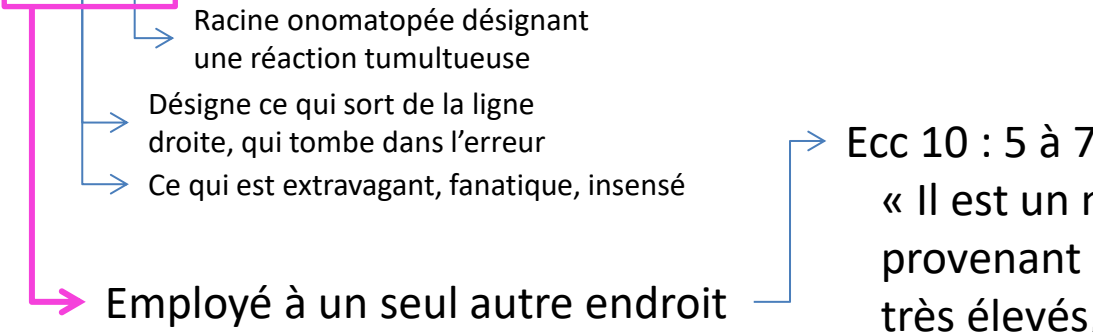 Racine onomatopée désignant
une réaction tumultueuse
Désigne ce qui sort de la ligne
droite, qui tombe dans l’erreur
Ce qui est extravagant, fanatique, insensé
Employé à un seul autre endroit
Ecc 10 : 5 à 7
« Il est un
provenant
très élevés